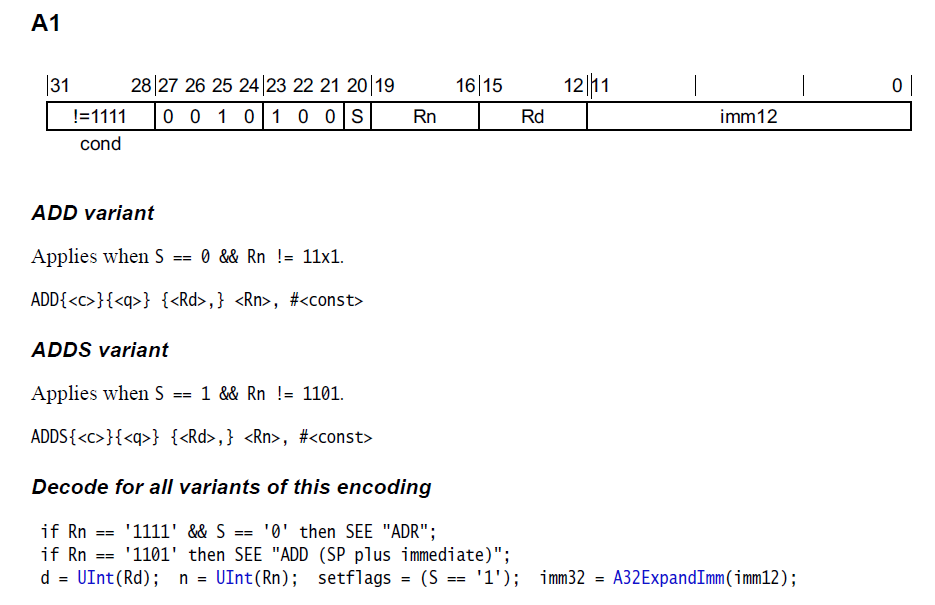 A1
31 28 27 26 25 24 23 22 21 20 19 16 15 12 11 0
!=1111 0 0 1 0 1 0 0 S Rn Rd imm12
cond
ADD variant
Applies when S == 0 && Rn != 11x1.
ADD{<c>}{<q>} {<Rd>,} <Rn>, #<const>
ADDS variant
Applies when S == 1 && Rn != 1101.
ADDS{<c>}{<q>} {<Rd>,} <Rn>, #<const>
Decode for all variants of this encoding
if Rn == '1111' && S == '0' then SEE "ADR";
if Rn == '1101' then SEE "ADD (SP plus immediate)";
d = UInt(Rd); n = UInt(Rn); setflags = (S == '1'); imm32 = A32ExpandImm(imm12);